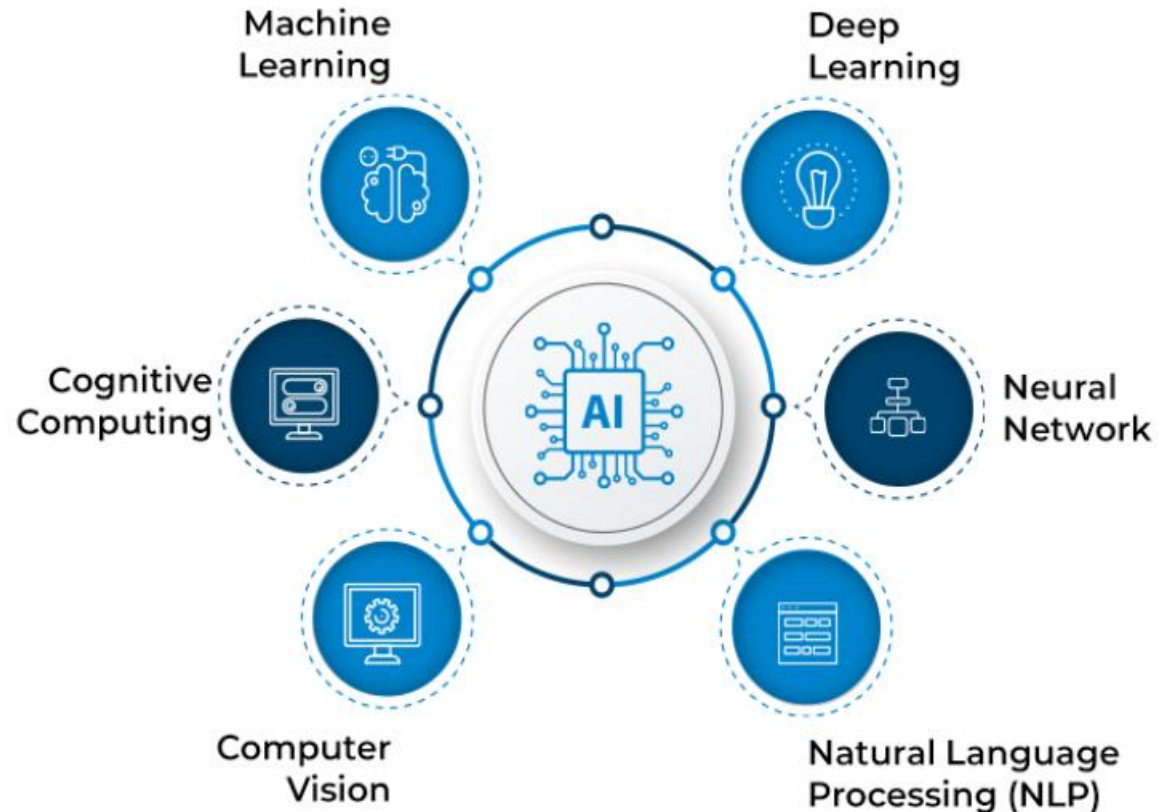 Machine
Learning
Deep
Learning
Cognitive
Computing
AI
Neural
Network
Computer
Vision
Natural Language
Processing (NLP)